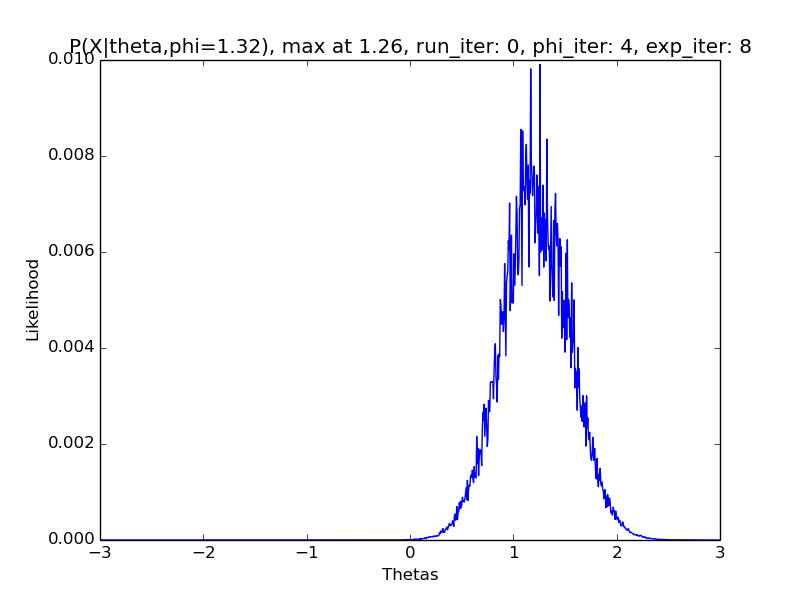 P(X|theta,phi=1.32), max at 1.26, run_iter: 0, phi_iter: 4, exp_iter: 8
0.010
0.008
0.006
0.004
0.002
0.000
Likelihood
−3 −2 −1 0 1 2 3
Thetas